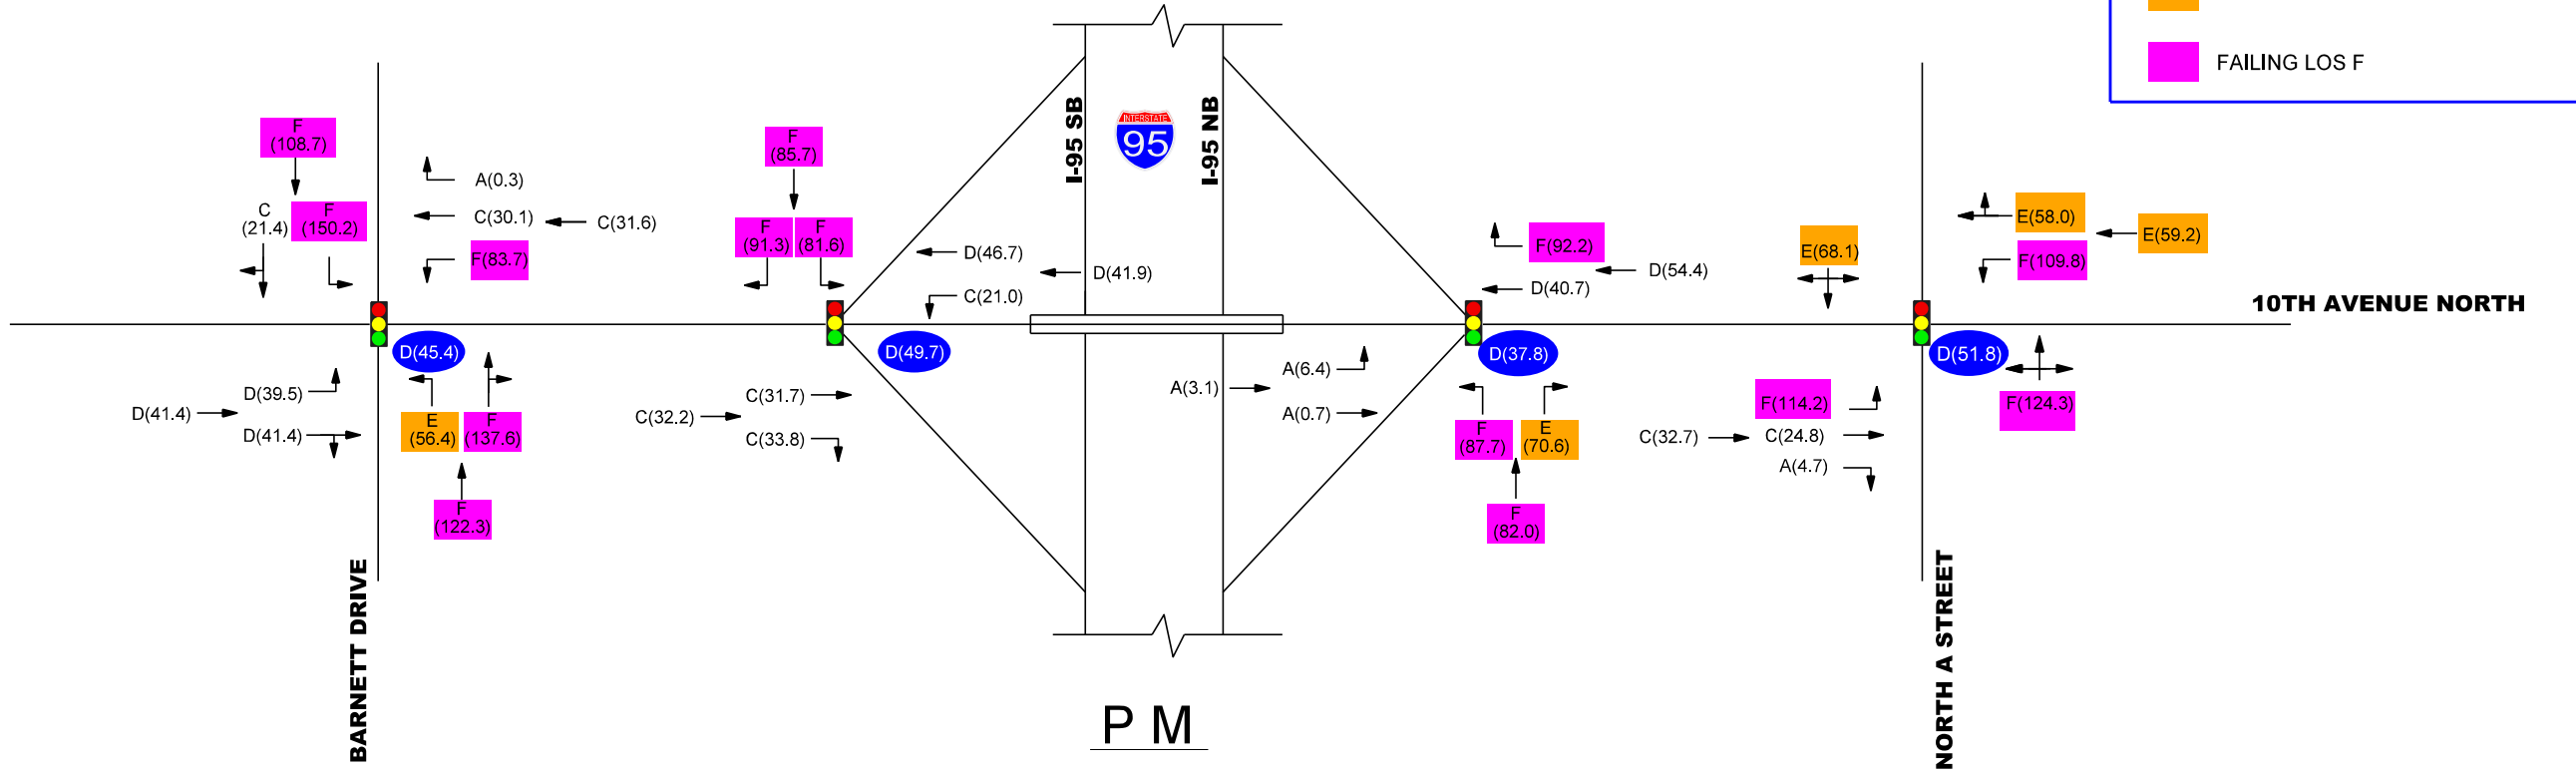 FAILING LOS F
F
(108.7)
C
(21.4)
F
(150.2)
A(0.3)
C(30.1)
C(31.6)
F(83.7)
F
(85.7)
F
(91.3)
F
(81.6)
D(46.7)
D(41.9)
C(21.0)
I-95 SB
INTERSTATE
95
I-95 NB
F(92.2)
D(54.4)
D(40.7)
E(68.1)
E(58.0)
E(59.2)
F(109.8)
10TH AVENUE NORTH
D(45.4)
D(49.7)
D(37.8)
D(51.8)
D(39.5)
D(41.4)
D(41.4)
E
(56.4)
F
(137.6)
F
(122.3)
C(31.7)
C(32.2)
C(33.8)
A(6.4)
A(3.1)
A(0.7)
F
(87.7)
E
(70.6)
F
(82.0)
F(114.2)
C(32.7)
C(24.8)
A(4.7)
F(124.3)
BARNETT DRIVE
NORTH A STREET
PM